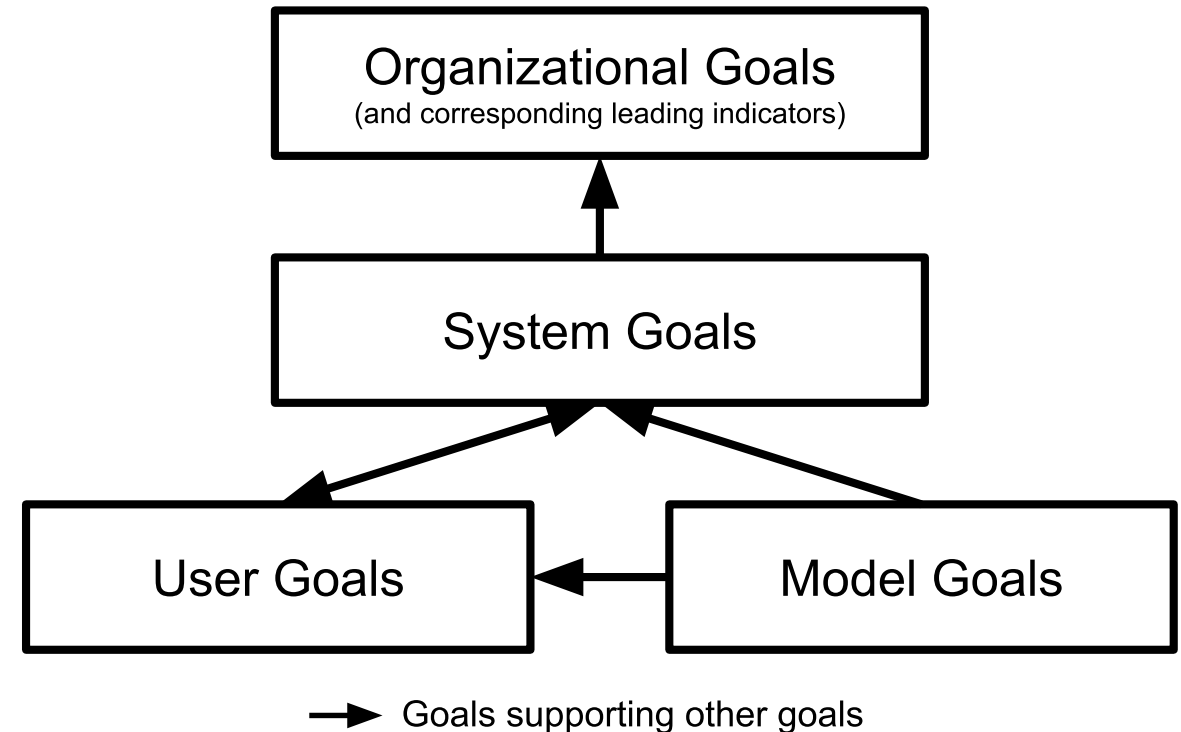 Organizational Goals
(and corresponding leading indicators)
System Goals
User Goals
Model Goals
Goals supporting other goals